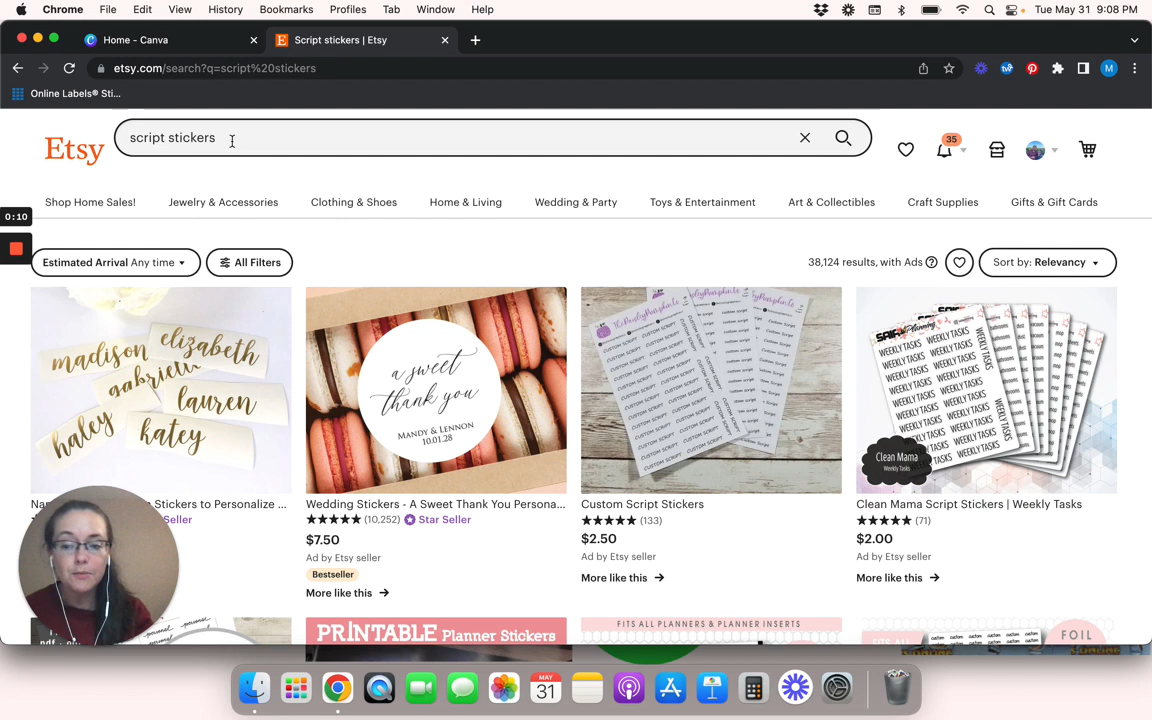 Chrome File Edit View History Bookmarks Profiles Tab Window Help Tue May 31 9:08 PM
Home - Canva Script stickers | Etsy
etsy.com/search?q=script%20stickers M
Online Labels® Sti...
Etsy script stickers 35
Shop Home Sales! Jewelry & Accessories Clothing & Shoes Home & Living Wedding & Party Toys & Entertainment Art & Collectibles Craft Supplies Gifts & Gift Cards
0:10
Estimated Arrival Any time All Filters 38,124 results, with Ads Sort by: Relevancy
madison elizabeth
lauren
haley katey
a sweet
thank you
MANDY & LENNON
10.01.28
CUSTOM SCRIPT
WEEKLY TASKS
Clean Mama
Weekly Tasks
Stickers to Personalize ... Wedding Stickers - A Sweet Thank You Persona... Custom Script Stickers Clean Mama Script Stickers | Weekly Tasks
Seller (10,252) Star Seller (133) (71)
$7.50 $2.50 $2.00
Ad by Etsy seller Ad by Etsy seller Ad by Etsy seller
Bestseller More like this → More like this →
More like this →
PRINTABLE Planner Stickers FITS ALL PLANNERS & PLANNER INSERTS FOIL
MAY
31